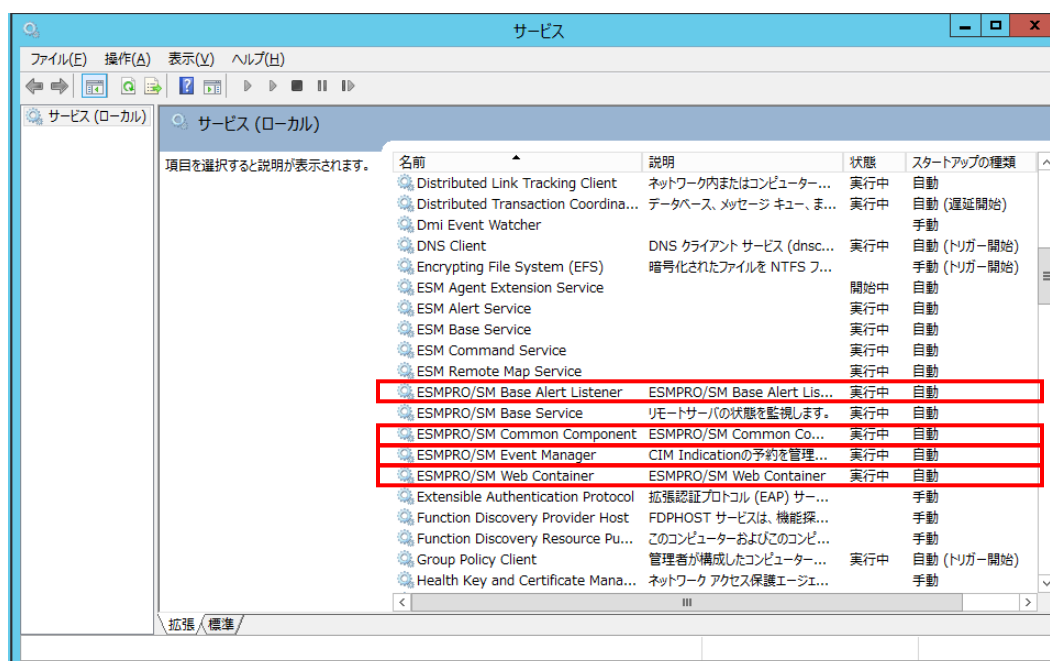 サービス
ファイル(F) 操作(A) 表示(V) ヘルプ(H)
サービス (ローカル)
サービス (ローカル)
項目を選択すると説明が表示されます。
名前 説明 状態 スタートアップの種類
Distributed Link Tracking Client ネットワーク内またはコンピューター... 実行中 自動
Distributed Transaction Coordina... データベース、メッセージ キュー、ま... 実行中 自動 (遅延開始)
Dmi Event Watcher 手動
DNS Client DNS クライアント サービス (dnsc... 実行中 自動 (トリガー開始)
Encrypting File System (EFS) 暗号化されたファイルを NTFS フ... 手動 (トリガー開始)
ESM Agent Extension Service 開始中 自動
ESM Alert Service 実行中 自動
ESM Base Service 実行中 自動
ESM Command Service 実行中 自動
ESM Remote Map Service 実行中 自動
ESMPRO/SM Base Alert Listener ESMPRO/SM Base Alert Lis... 実行中 自動
ESMPRO/SM Base Service リモートサーバの状態を監視します。 実行中 自動
ESMPRO/SM Common Component ESMPRO/SM Common Co... 実行中 自動
ESMPRO/SM Event Manager CIM Indicationの予約を管理... 実行中 自動
ESMPRO/SM Web Container ESMPRO/SM Web Container 実行中 自動
Extensible Authentication Protocol 拡張認証プロトコル (EAP) サー... 手動
Function Discovery Provider Host FDPHOST サービスは、機能探... 手動
Function Discovery Resource Pu... このコンピューターおよびこのコンピ... 手動
Group Policy Client 管理者が構成したコンピューター... 実行中 自動 (トリガー開始)
Health Key and Certificate Mana... ネットワーク アクセス保護エージェ... 手動
拡張 標準